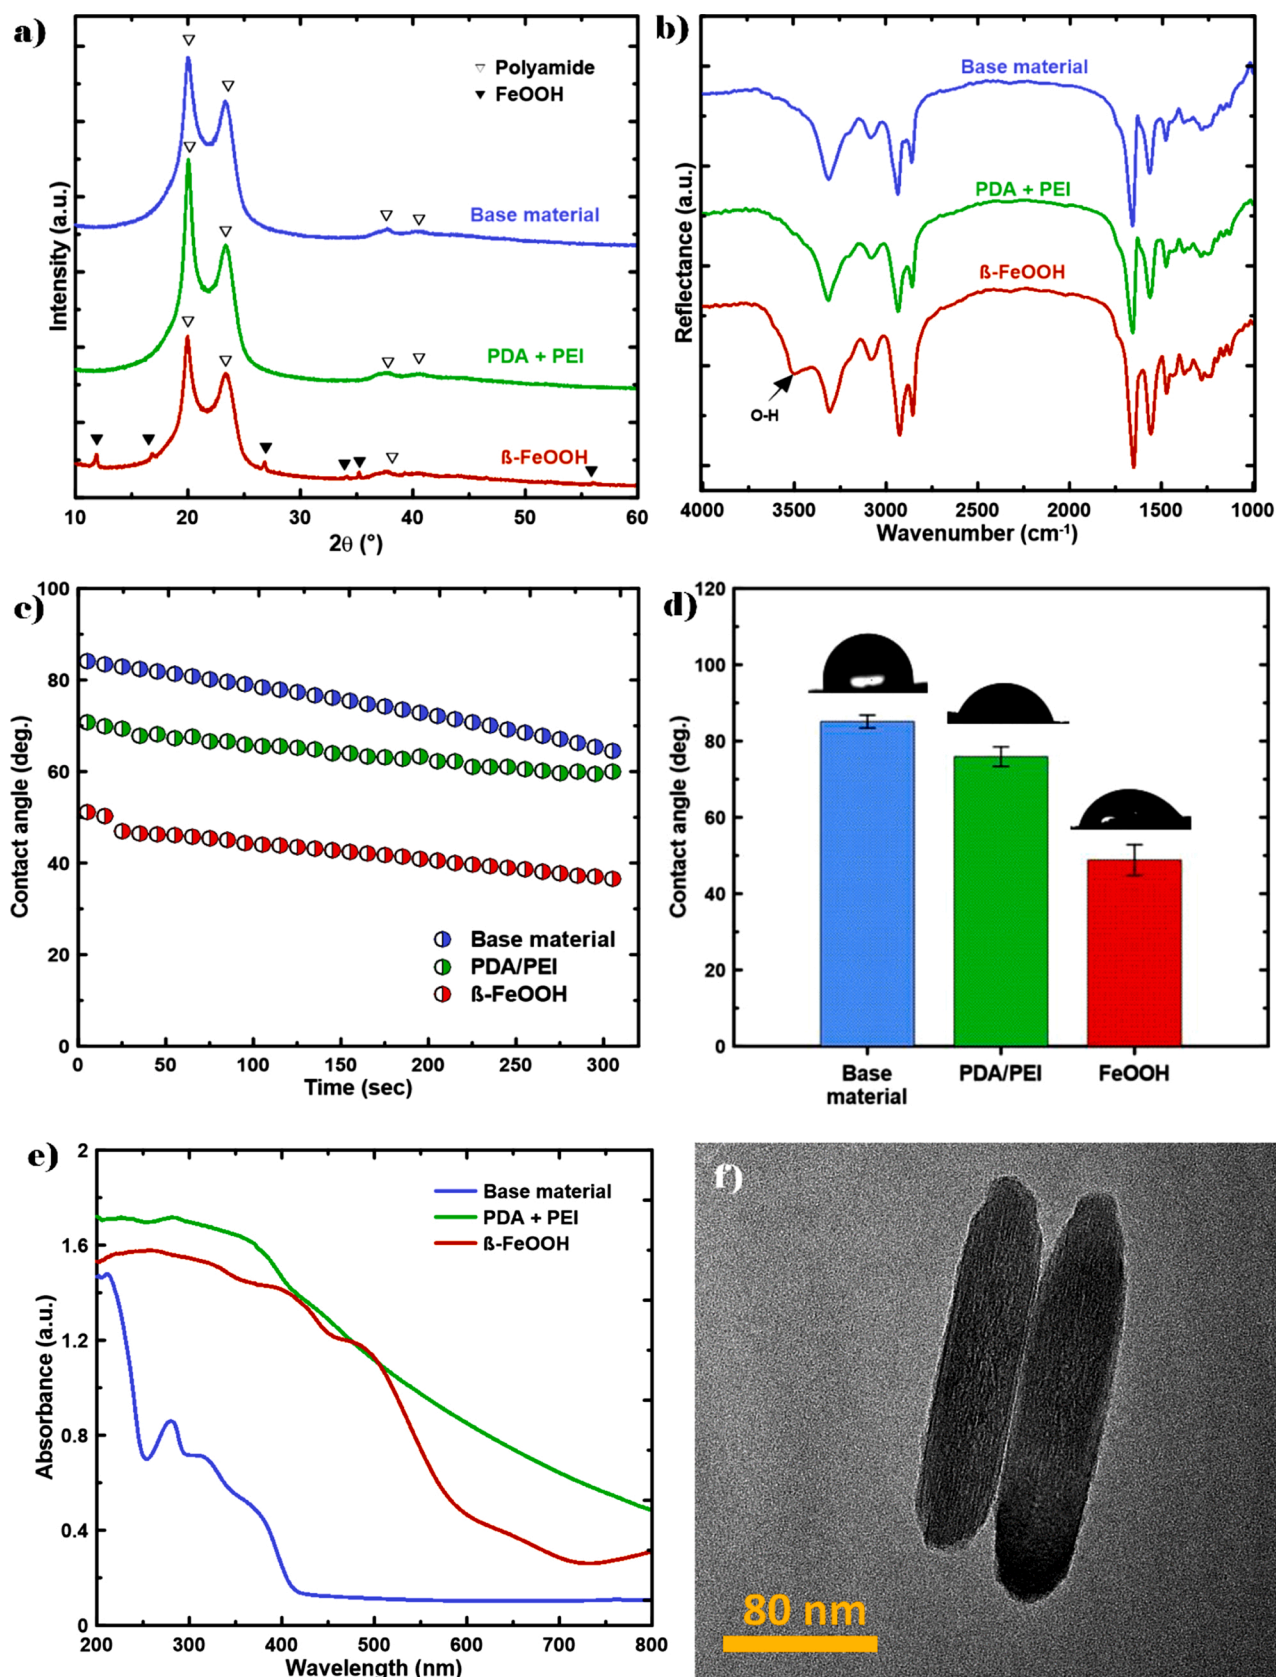 a)
Polyamide
FeOOH
Base material
PDA + PEI
ß-FeOOH
Intensity (a.u.)
10 20 30 40 50 60
2θ (°)
b)
Base material
PDA + PEI
ß-FeOOH
O-H
Reflectance (a.u.)
4000 3500 3000 2500 2000 1500 1000
Wavenumber (cm⁻¹)
c)
100
80
60
40
20
0
Contact angle (deg.)
Base material
PDA/PEI
ß-FeOOH
0 50 100 150 200 250 300
Time (sec)
d)
120
100
80
60
40
20
0
Contact angle (deg.)
Base
material
PDA/PEI
FeOOH
e)
2
1.6
1.2
0.8
0.4
0
Absorbance (a.u.)
Base material
PDA + PEI
ß-FeOOH
200 300 400 500 600 700 800
Wavelength (nm)
f)
80 nm